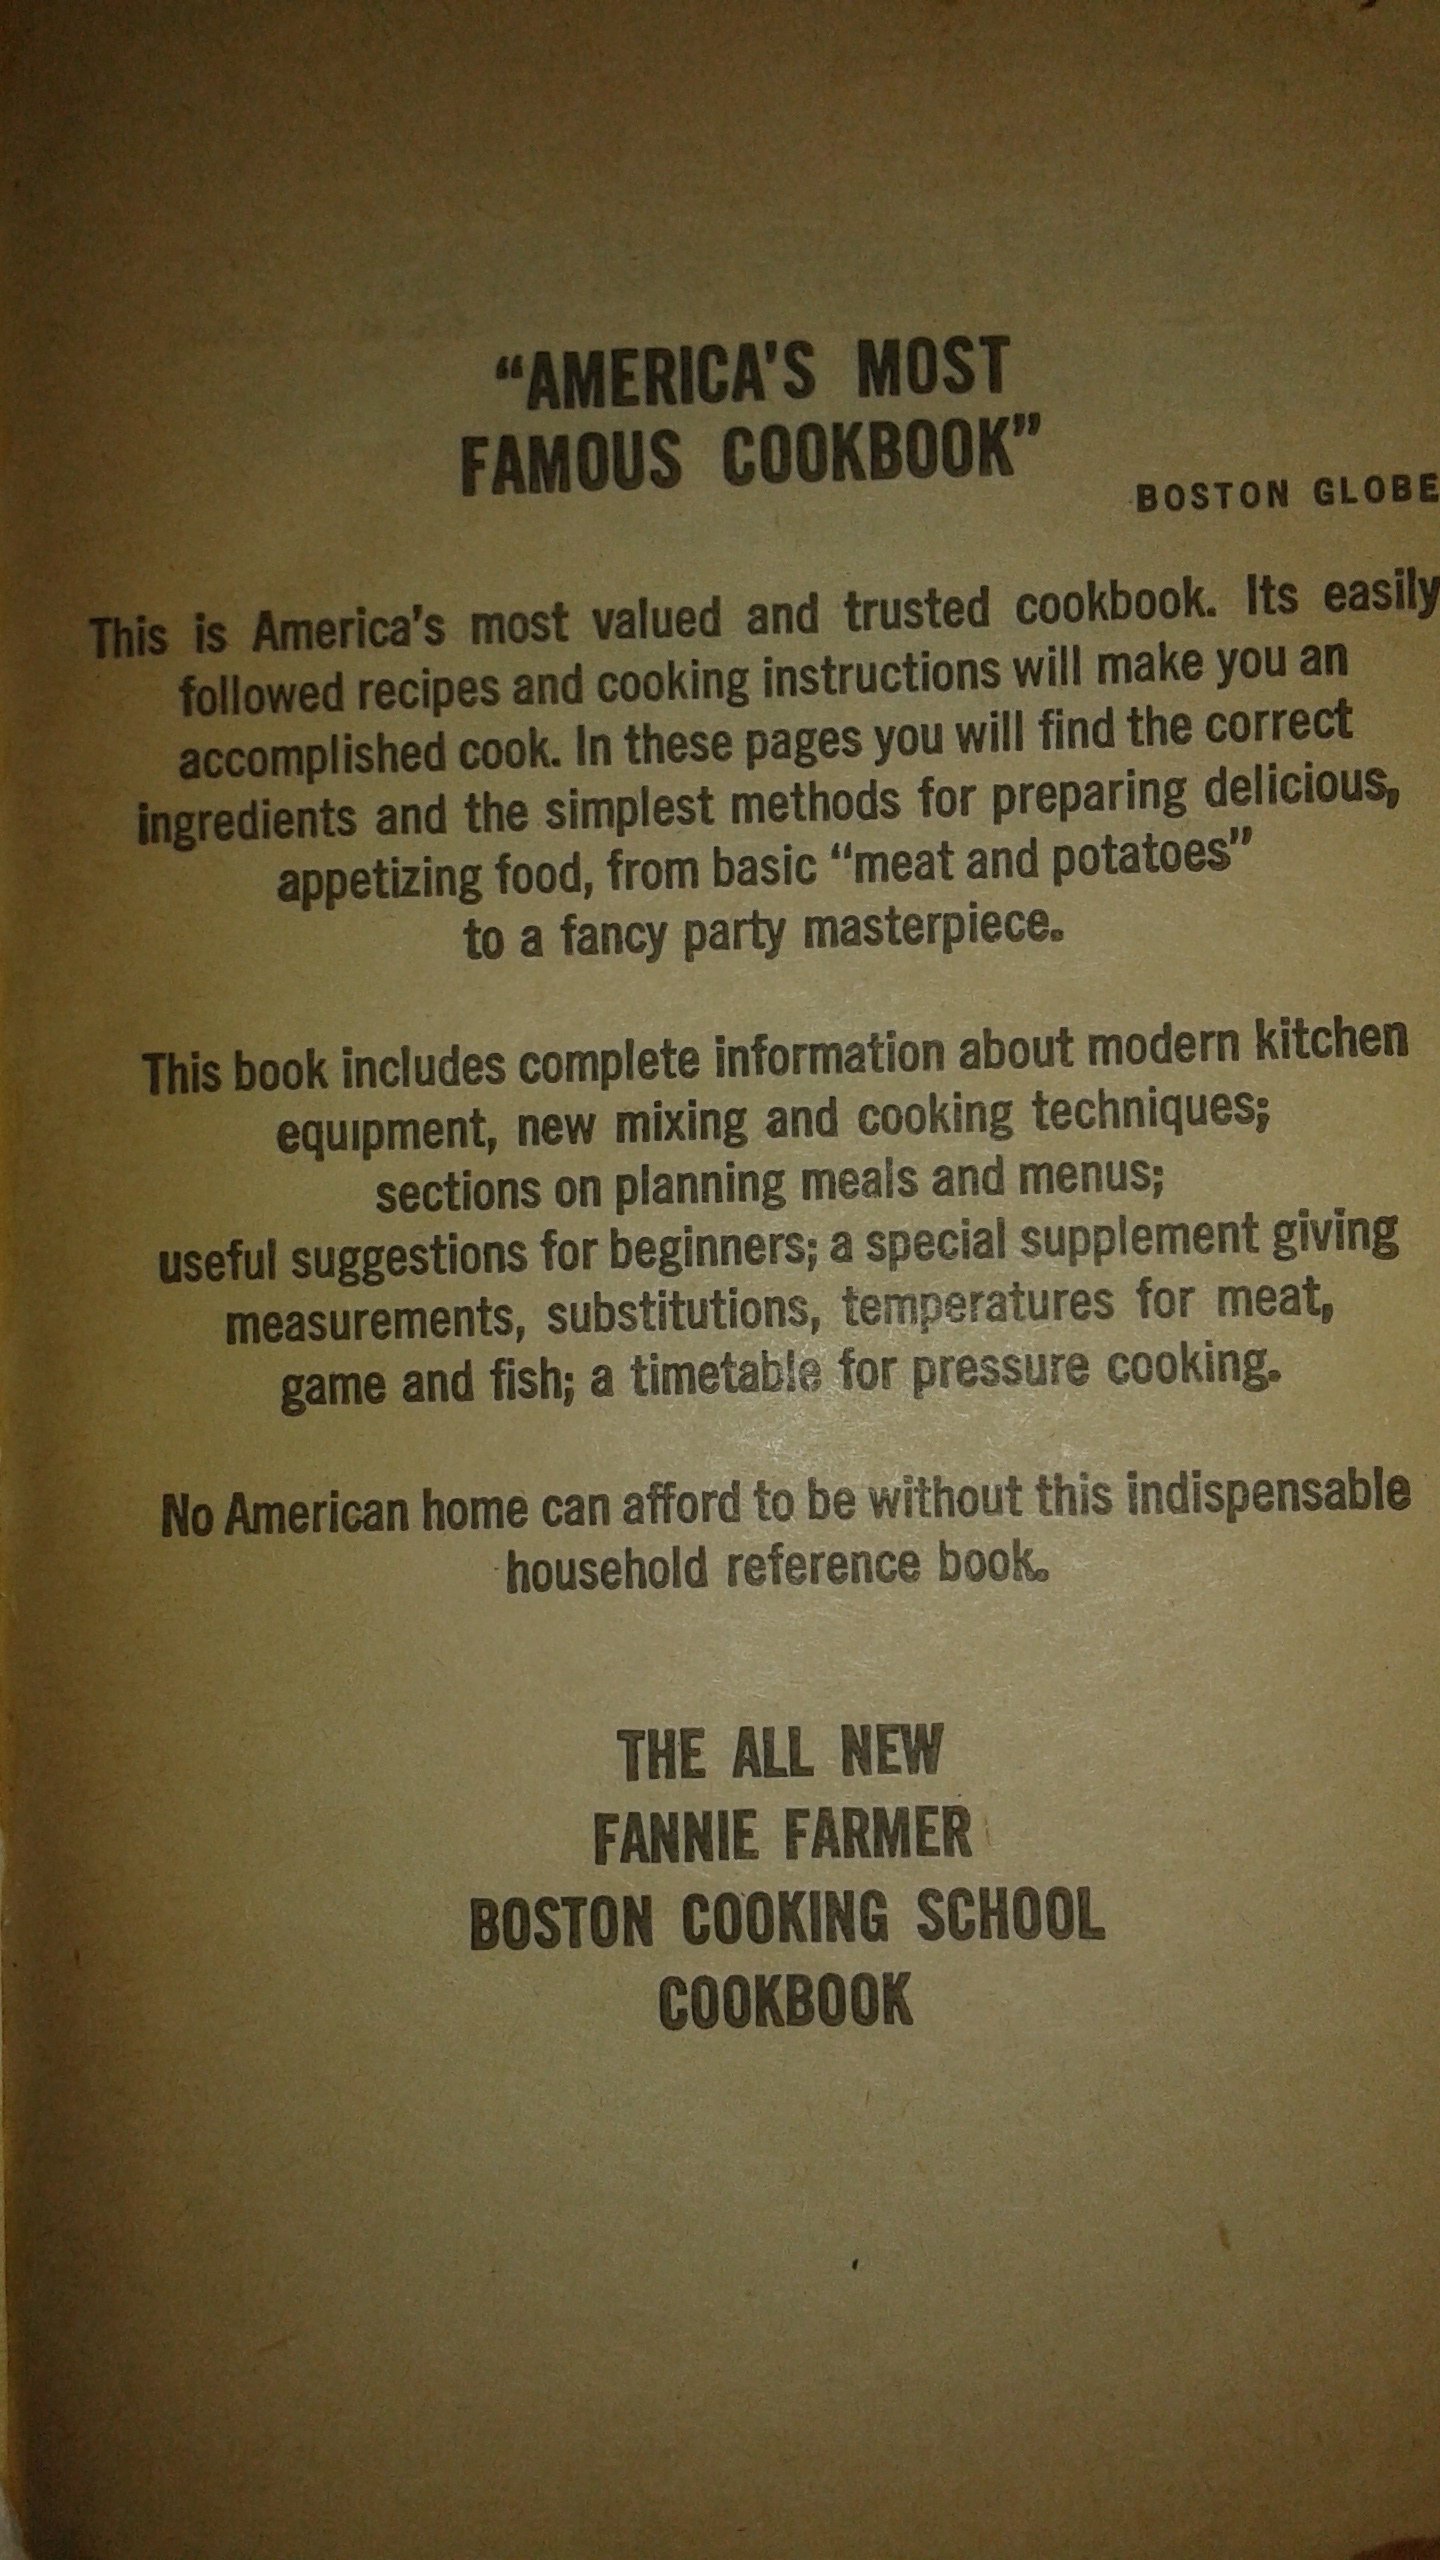 “AMERICA’S MOST
FAMOUS COOKBOOK”
BOSTON GLOBE
This is America’s most valued and trusted cookbook. Its easily
followed recipes and cooking instructions will make you an
accomplished cook. In these pages you will find the correct
ingredients and the simplest methods for preparing delicious,
appetizing food, from basic “meat and potatoes”
to a fancy party masterpiece.
This book includes complete information about modern kitchen
equipment, new mixing and cooking techniques;
sections on planning meals and menus;
useful suggestions for beginners; a special supplement giving
measurements, substitutions, temperatures for meat,
game and fish; a timetable for pressure cooking.
No American home can afford to be without this indispensable
household reference book.
THE ALL NEW
FANNIE FARMER
BOSTON COOKING SCHOOL
COOKBOOK